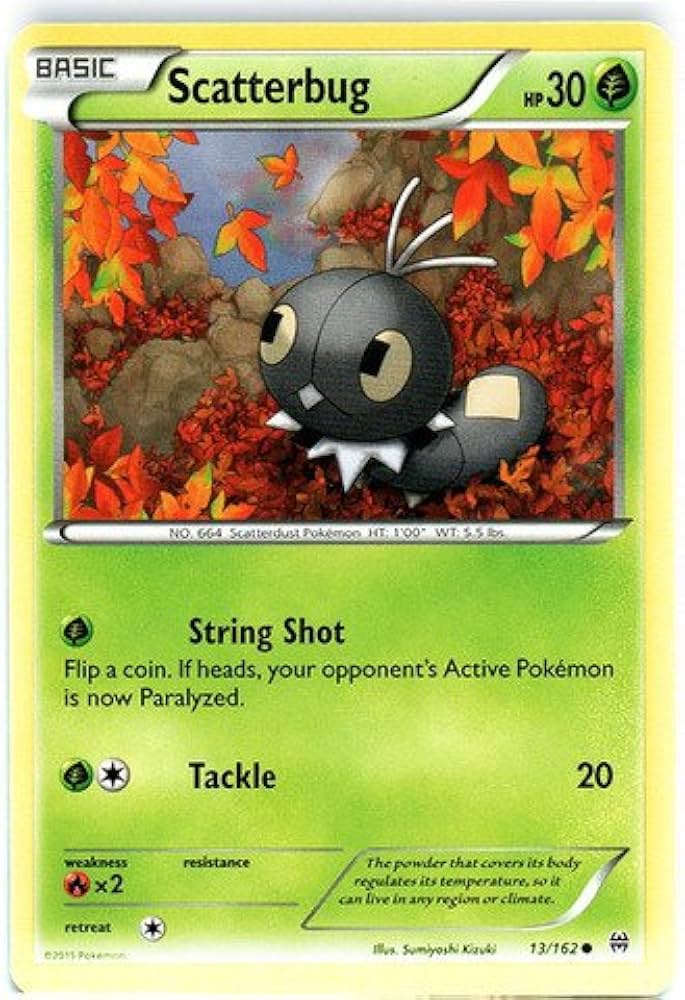 BASIC
Scatterbug
HP 30
NO. 664 Scatterdust Pokémon HT: 1'00" WT: 5.5 lbs.
String Shot
Flip a coin. If heads, your opponent's Active Pokémon
is now Paralyzed.
Tackle 20
weakness resistance
×2
The powder that covers its body
regulates its temperature, so it
can live in any region or climate.
retreat
©2015 Pokémon
Illus. Sumiyoshi Kizuki
13/162